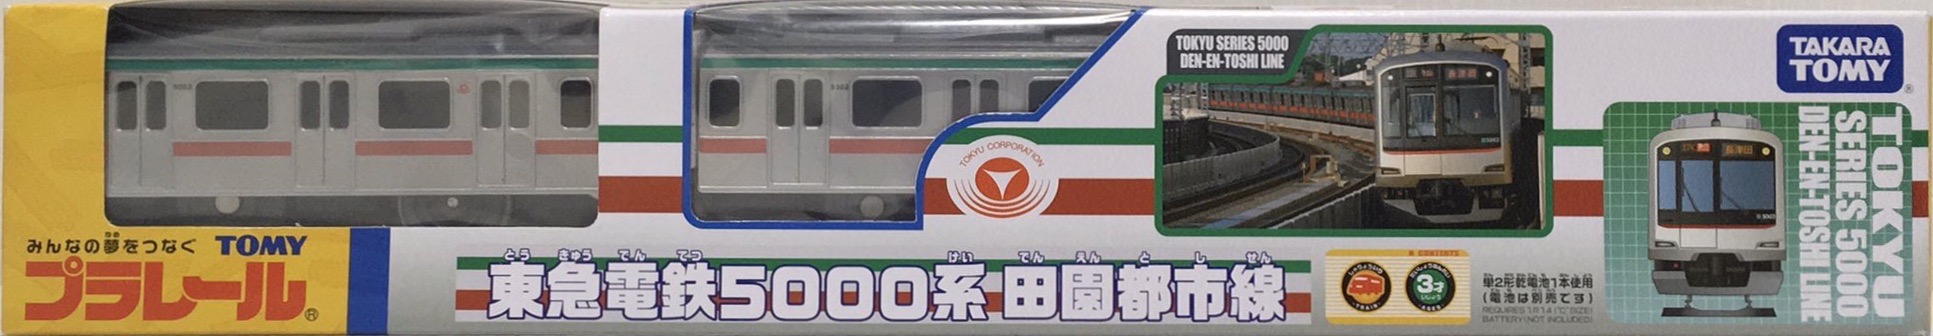 TOKYU SERIES 5000
DEN-EN-TOSHI LINE
TAKARA
TOMY
®
TOKYU
SERIES 5000
DEN-EN-TOSHI LINE
TOKYU CORPORATION
みんなの夢をつなぐ TOMY
プラレール®
とうきゅうでんてつ けい でんえんとしせん
東急電鉄5000系 田園都市線
CONTENTS
TRAIN
3才
単2形乾電池1本使用
(電池は別売です)
REQUIRES 1 R14 ("C" SIZE)
BATTERY (NOT INCLUDED)